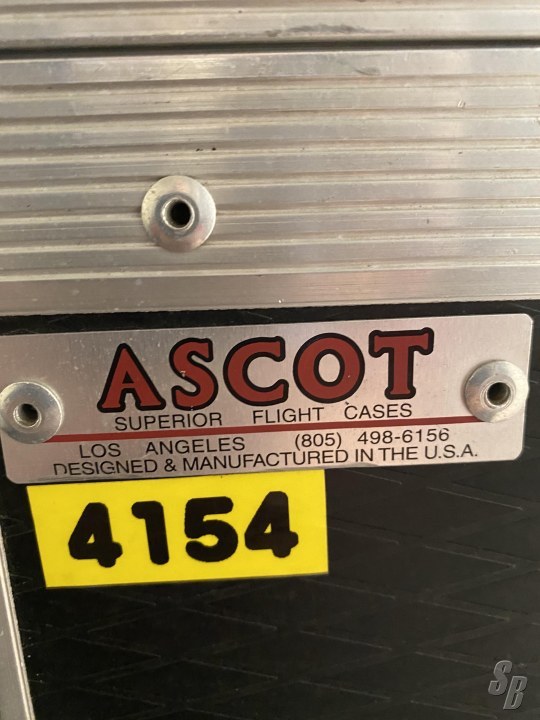 ASCOT
SUPERIOR FLIGHT CASES
LOS ANGELES (805) 498-6156
DESIGNED & MANUFACTURED IN THE U.S.A.
4154
SB